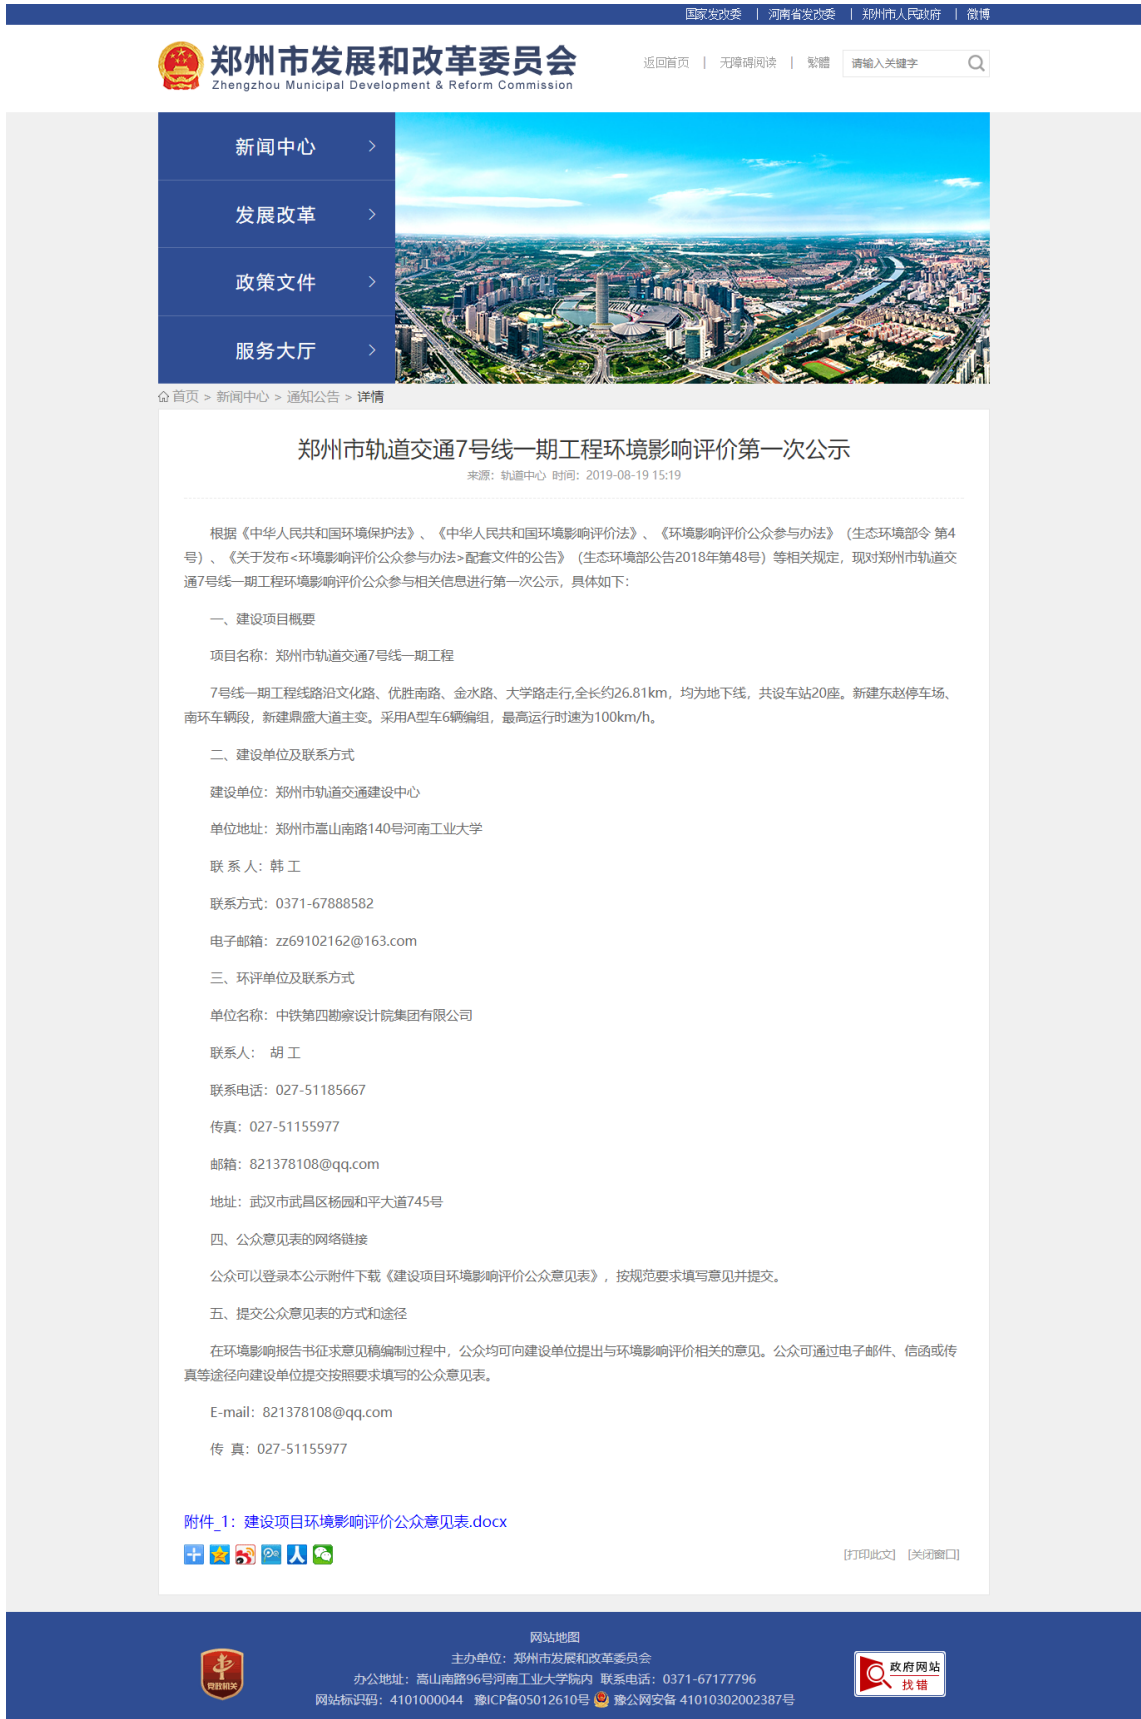 国家发改委 | 河南省发改委 | 郑州市人民政府 | 微博
郑州市发展和改革委员会
Zhengzhou Municipal Development & Reform Commission
返回首页 | 无障碍阅读 | 繁體 请输入关键字
新闻中心 >
发展改革 >
政策文件 >
服务大厅 >
首页 > 新闻中心 > 通知公告 > 详情
郑州市轨道交通7号线一期工程环境影响评价第一次公示
来源：轨道中心 时间：2019-08-19 15:19
根据《中华人民共和国环境保护法》、《中华人民共和国环境影响评价法》、《环境影响评价公众参与办法》（生态环境部令 第4
号）、《关于发布<环境影响评价公众参与办法>配套文件的公告》（生态环境部公告2018年第48号）等相关规定，现对郑州市轨道交
通7号线一期工程环境影响评价公众参与相关信息进行第一次公示，具体如下：
一、建设项目概要
项目名称：郑州市轨道交通7号线一期工程
7号线一期工程线路沿文化路、优胜南路、金水路、大学路走行,全长约26.81km，均为地下线，共设车站20座。新建东赵停车场、
南环车辆段，新建鼎盛大道主变。采用A型车6辆编组，最高运行时速为100km/h。
二、建设单位及联系方式
建设单位：郑州市轨道交通建设中心
单位地址：郑州市嵩山南路140号河南工业大学
联 系 人：韩 工
联系方式：0371-67888582
电子邮箱：zz69102162@163.com
三、环评单位及联系方式
单位名称：中铁第四勘察设计院集团有限公司
联系人： 胡 工
联系电话：027-51185667
传真：027-51155977
邮箱：821378108@qq.com
地址：武汉市武昌区杨园和平大道745号
四、公众意见表的网络链接
公众可以登录本公示附件下载《建设项目环境影响评价公众意见表》，按规范要求填写意见并提交。
五、提交公众意见表的方式和途径
在环境影响报告书征求意见稿编制过程中，公众均可向建设单位提出与环境影响评价相关的意见。公众可通过电子邮件、信函或传
真等途径向建设单位提交按照要求填写的公众意见表。
E-mail：821378108@qq.com
传 真：027-51155977
附件_1：建设项目环境影响评价公众意见表.docx
[打印此文] [关闭窗口]
网站地图
主办单位：郑州市发展和改革委员会
办公地址：嵩山南路96号河南工业大学院内 联系电话：0371-67177796
网站标识码：4101000044 豫ICP备05012610号 豫公网安备 41010302002387号
党政机关
政府网站
找错